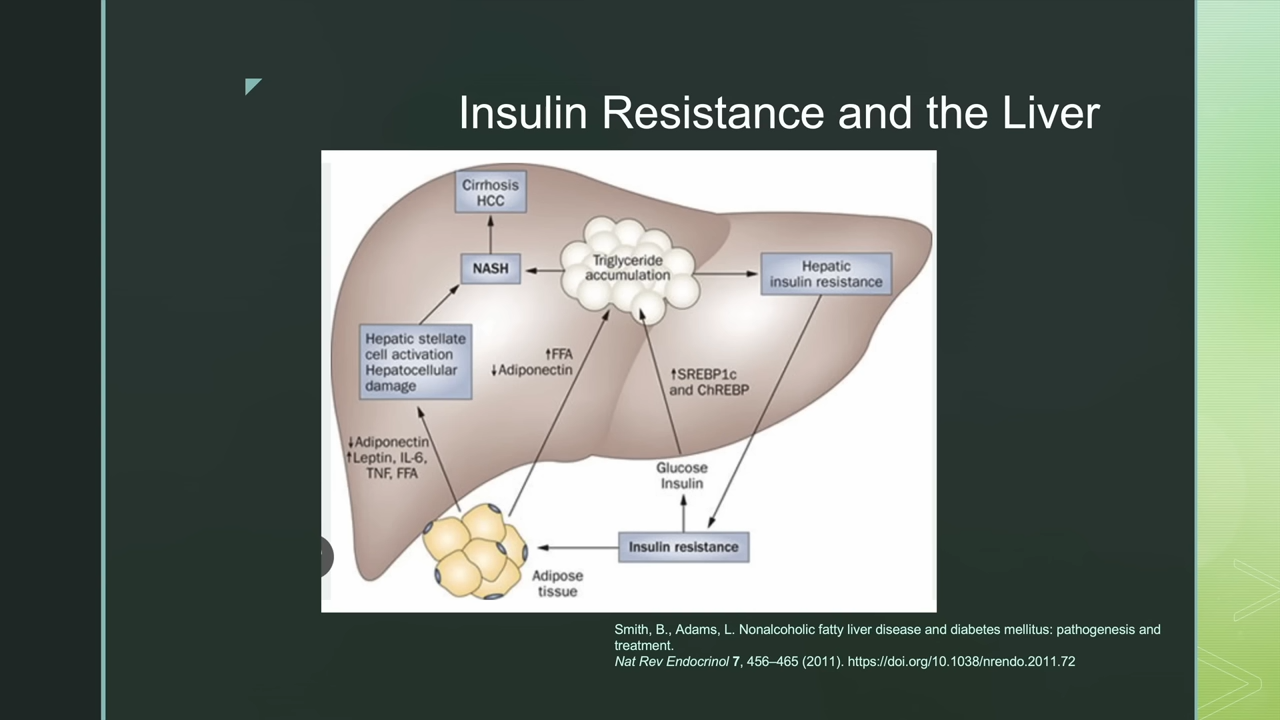 Insulin Resistance and the Liver
Cirrhosis
HCC
NASH
Triglyceride
accumulation
Hepatic
insulin resistance
Hepatic stellate
cell activation
Hepatocellular
damage
↑FFA
↓Adiponectin
↑SREBP1c
and ChREBP
↓Adiponectin
↑Leptin, IL-6,
TNF, FFA
Glucose
Insulin
Insulin resistance
Adipose
tissue
Smith, B., Adams, L. Nonalcoholic fatty liver disease and diabetes mellitus: pathogenesis and
treatment.
Nat Rev Endocrinol 7, 456–465 (2011). https://doi.org/10.1038/nrendo.2011.72